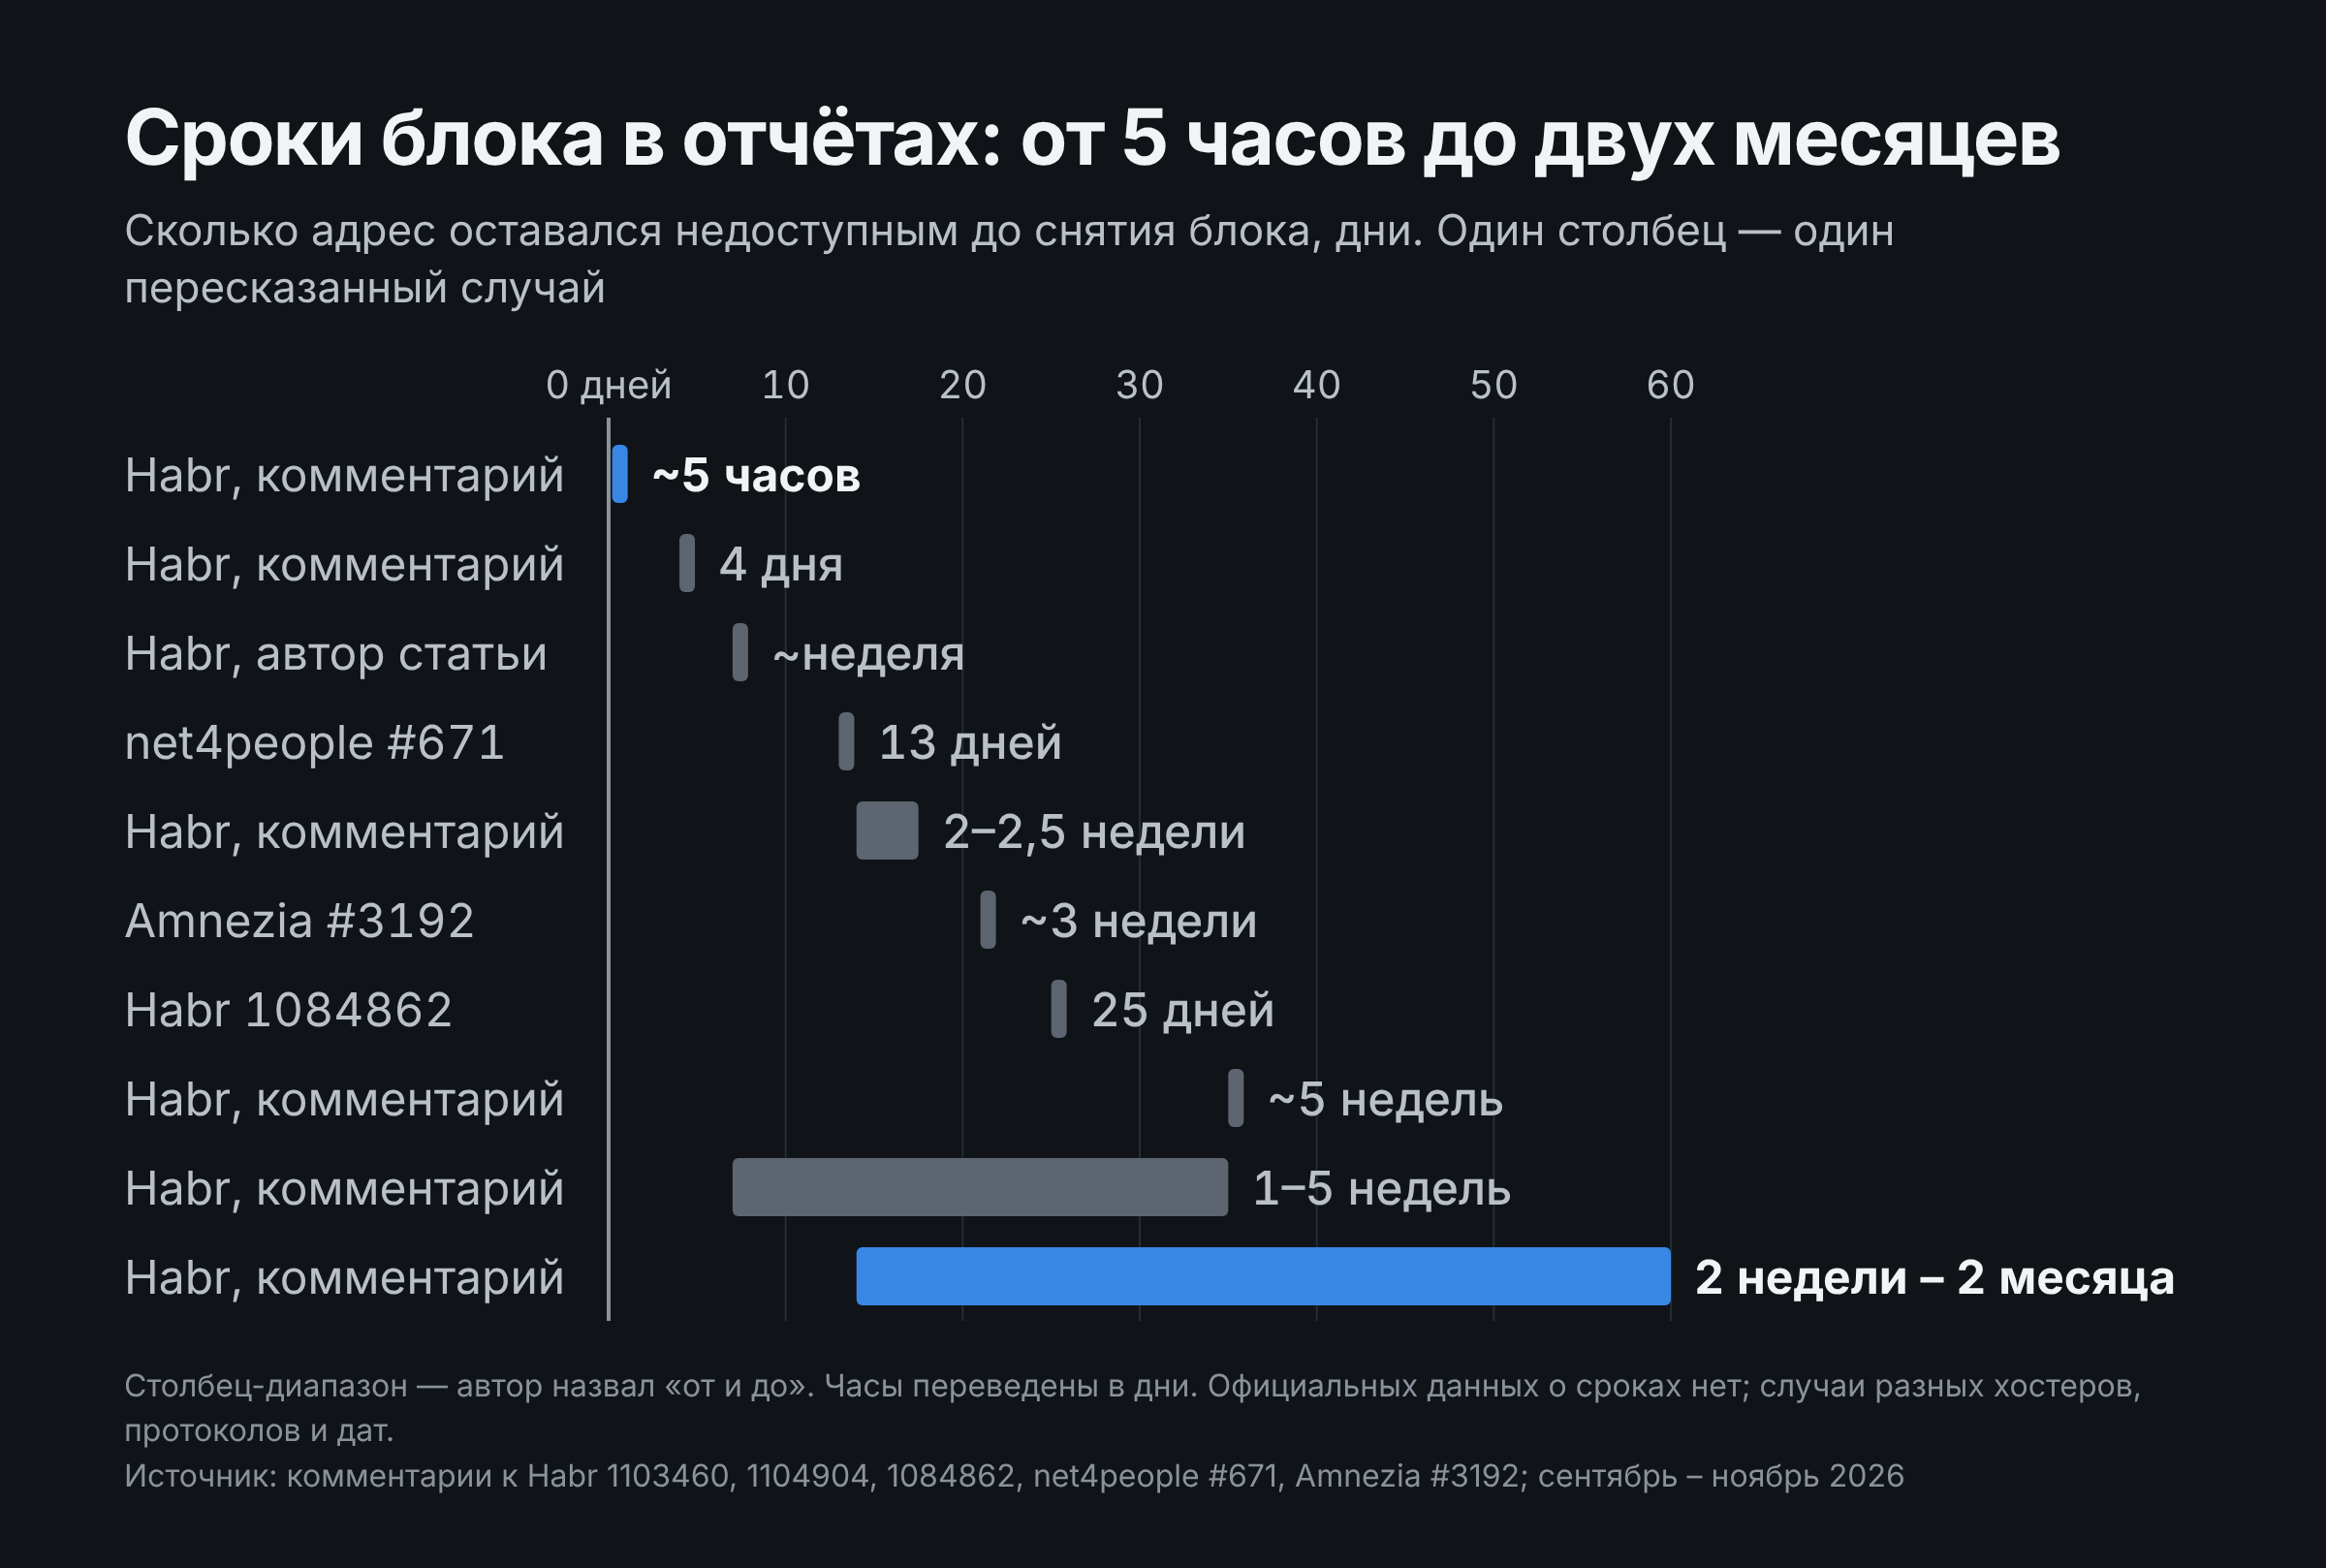 Сроки блока в отчётах: от 5 часов до двух месяцев
Сколько адрес оставался недоступным до снятия блока, дни. Один столбец — один
пересказанный случай
0 дней 10 20 30 40 50 60
Habr, комментарий ~5 часов
Habr, комментарий 4 дня
Habr, автор статьи ~неделя
net4people #671 13 дней
Habr, комментарий 2–2,5 недели
Amnezia #3192 ~3 недели
Habr 1084862 25 дней
Habr, комментарий ~5 недель
Habr, комментарий 1–5 недель
Habr, комментарий 2 недели – 2 месяца
Столбец-диапазон — автор назвал «от и до». Часы переведены в дни. Официальных данных о сроках нет; случаи разных хостеров,
протоколов и дат.
Источник: комментарии к Habr 1103460, 1104904, 1084862, net4people #671, Amnezia #3192; сентябрь – ноябрь 2026